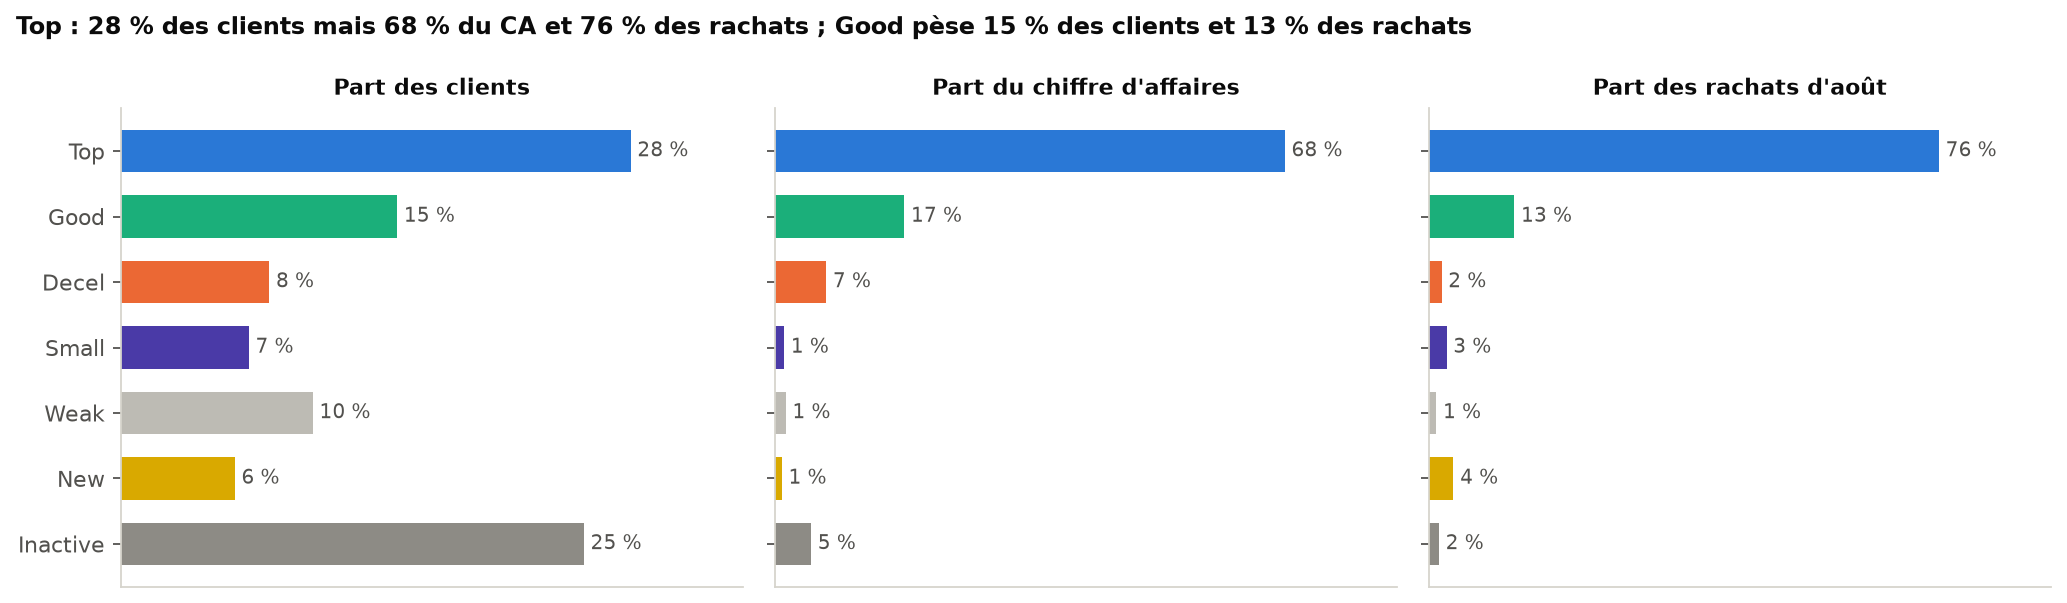 Top : 28 % des clients mais 68 % du CA et 76 % des rachats ; Good pèse 15 % des clients et 13 % des rachats
Part des clients
Top
28 %
Good
15 %
Decel
8 %
Small
7 %
Weak
10 %
New
6 %
Inactive
25 %
Part du chiffre d'affaires
68 %
17 %
7 %
1 %
1 %
1 %
5 %
Part des rachats d'août
76 %
13 %
2 %
3 %
1 %
4 %
2 %